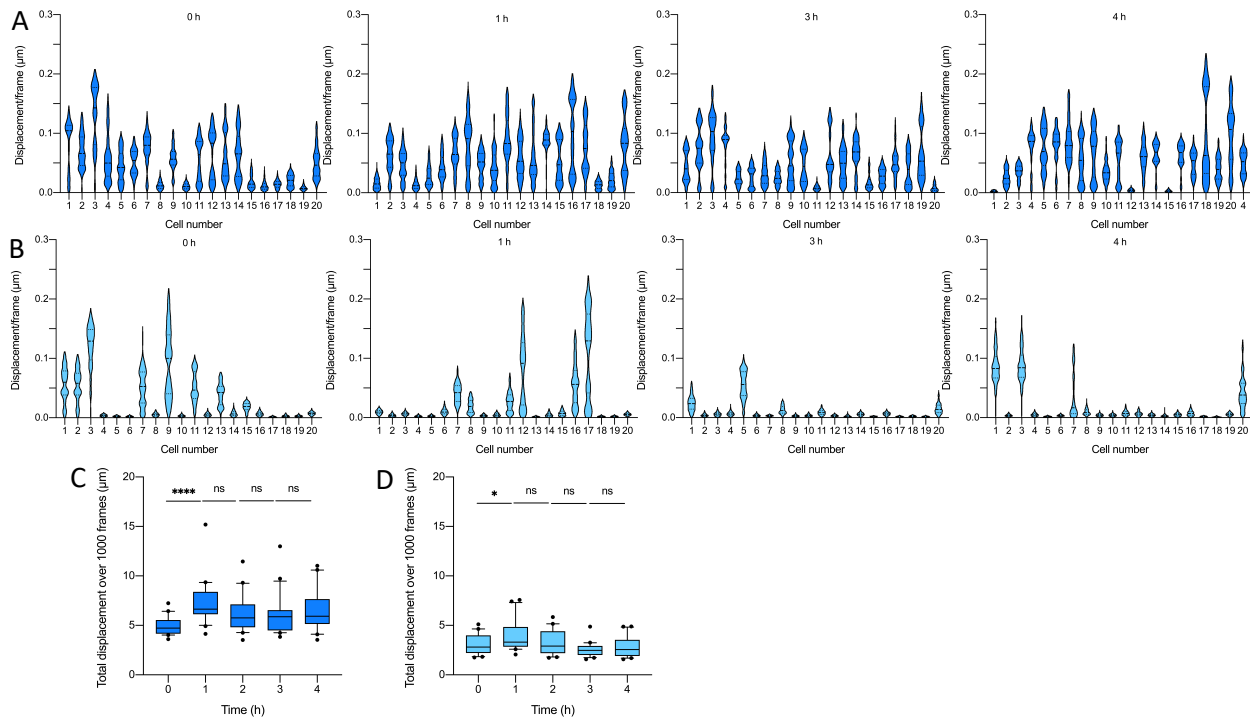 A
0 h
1 h
3 h
4 h
Displacement/frame (µm)
0.3
0.2
0.1
0.0
1 2 3 4 5 6 7 8 9 10 11 12 13 14 15 16 17 18 19 20
Cell number
Displacement/frame (µm)
0.3
0.2
0.1
0.0
1 2 3 4 5 6 7 8 9 10 11 12 13 14 15 16 17 18 19 20
Cell number
Displacement/frame (µm)
0.3
0.2
0.1
0.0
1 2 3 4 5 6 7 8 9 10 11 12 13 14 15 16 17 18 19 20
Cell number
Displacement/frame (µm)
Displacement/frame (µm)
0.3
0.2
0.1
0.0
1 2 3 4 5 6 7 8 9 10 11 12 13 14 15 16 17 18 19 20 4
Cell number
B
0 h
1 h
3 h
4 h
Displacement/frame (µm)
0.3
0.2
0.1
0.0
1 2 3 4 5 6 7 8 9 10 11 12 13 14 15 16 17 18 19 20
Cell number
Displacement/frame (µm)
0.3
0.2
0.1
0.0
1 2 3 4 5 6 7 8 9 10 11 12 13 14 15 16 17 18 19 20
Cell number
Displacement/frame (µm)
0.3
0.2
0.1
0.0
1 2 3 4 5 6 7 8 9 10 11 12 13 14 15 16 17 18 19 20
Cell number
Displacement/frame (µm)
Displacement/frame (µm)
0.3
0.2
0.1
0.0
1 2 3 4 5 6 7 8 9 10 11 12 13 14 15 16 17 18 19 20
Cell number
C
Total displacement over 1000 frames (µm)
20
15
10
5
0
**** ns ns ns
0 1 2 3 4
Time (h)
D
Total displacement over 1000 frames (µm)
20
15
10
5
0
* ns ns ns
0 1 2 3 4
Time (h)